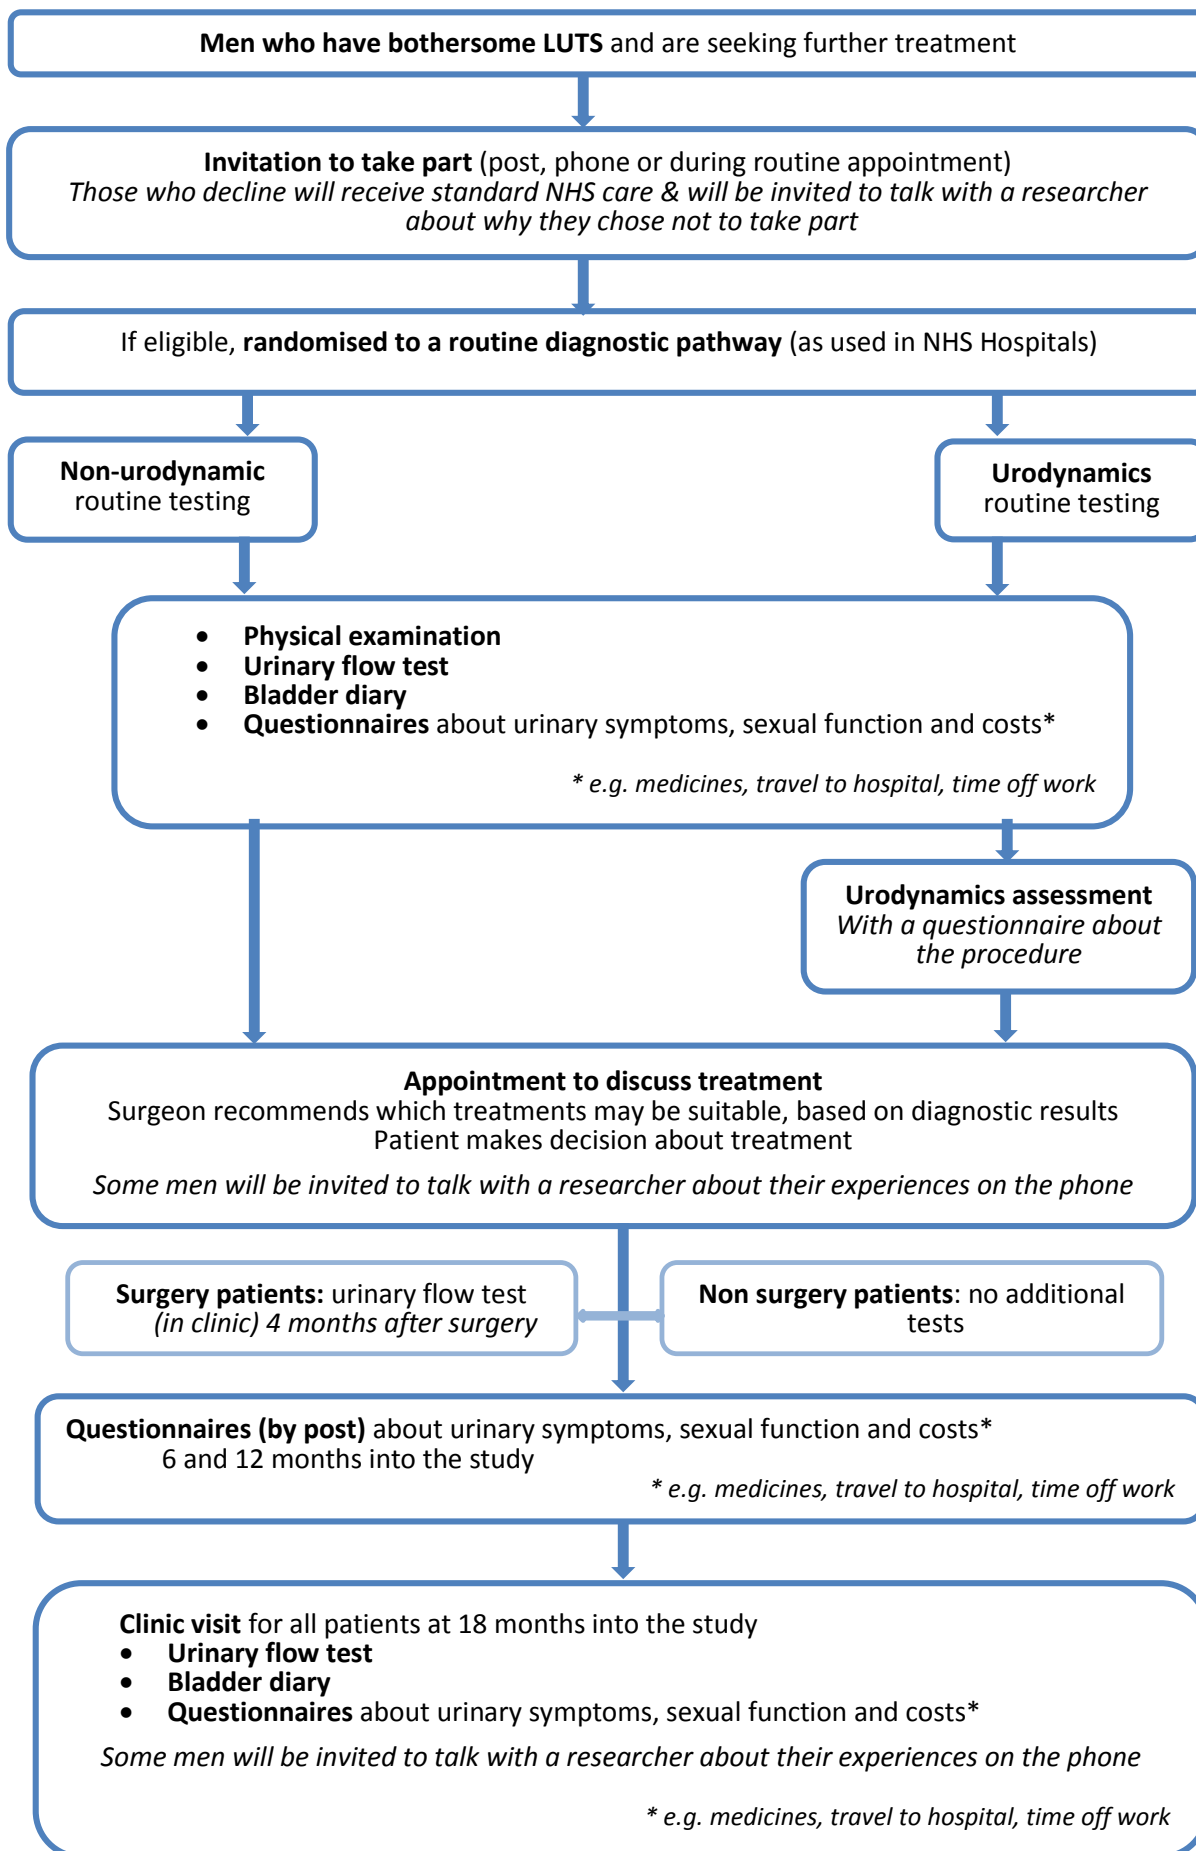 Men who have bothersome LUTS and are seeking further treatment
Invitation to take part (post, phone or during routine appointment)
Those who decline will receive standard NHS care & will be invited to talk with a researcher
about why they chose not to take part
If eligible, randomised to a routine diagnostic pathway (as used in NHS Hospitals)
Non-urodynamic
routine testing
Urodynamics
routine testing
• Physical examination
• Urinary flow test
• Bladder diary
• Questionnaires about urinary symptoms, sexual function and costs*
* e.g. medicines, travel to hospital, time off work
Urodynamics assessment
With a questionnaire about
the procedure
Appointment to discuss treatment
Surgeon recommends which treatments may be suitable, based on diagnostic results
Patient makes decision about treatment
Some men will be invited to talk with a researcher about their experiences on the phone
Surgery patients: urinary flow test
(in clinic) 4 months after surgery
Non surgery patients: no additional
tests
Questionnaires (by post) about urinary symptoms, sexual function and costs*
6 and 12 months into the study
* e.g. medicines, travel to hospital, time off work
Clinic visit for all patients at 18 months into the study
• Urinary flow test
• Bladder diary
• Questionnaires about urinary symptoms, sexual function and costs*
Some men will be invited to talk with a researcher about their experiences on the phone
* e.g. medicines, travel to hospital, time off work